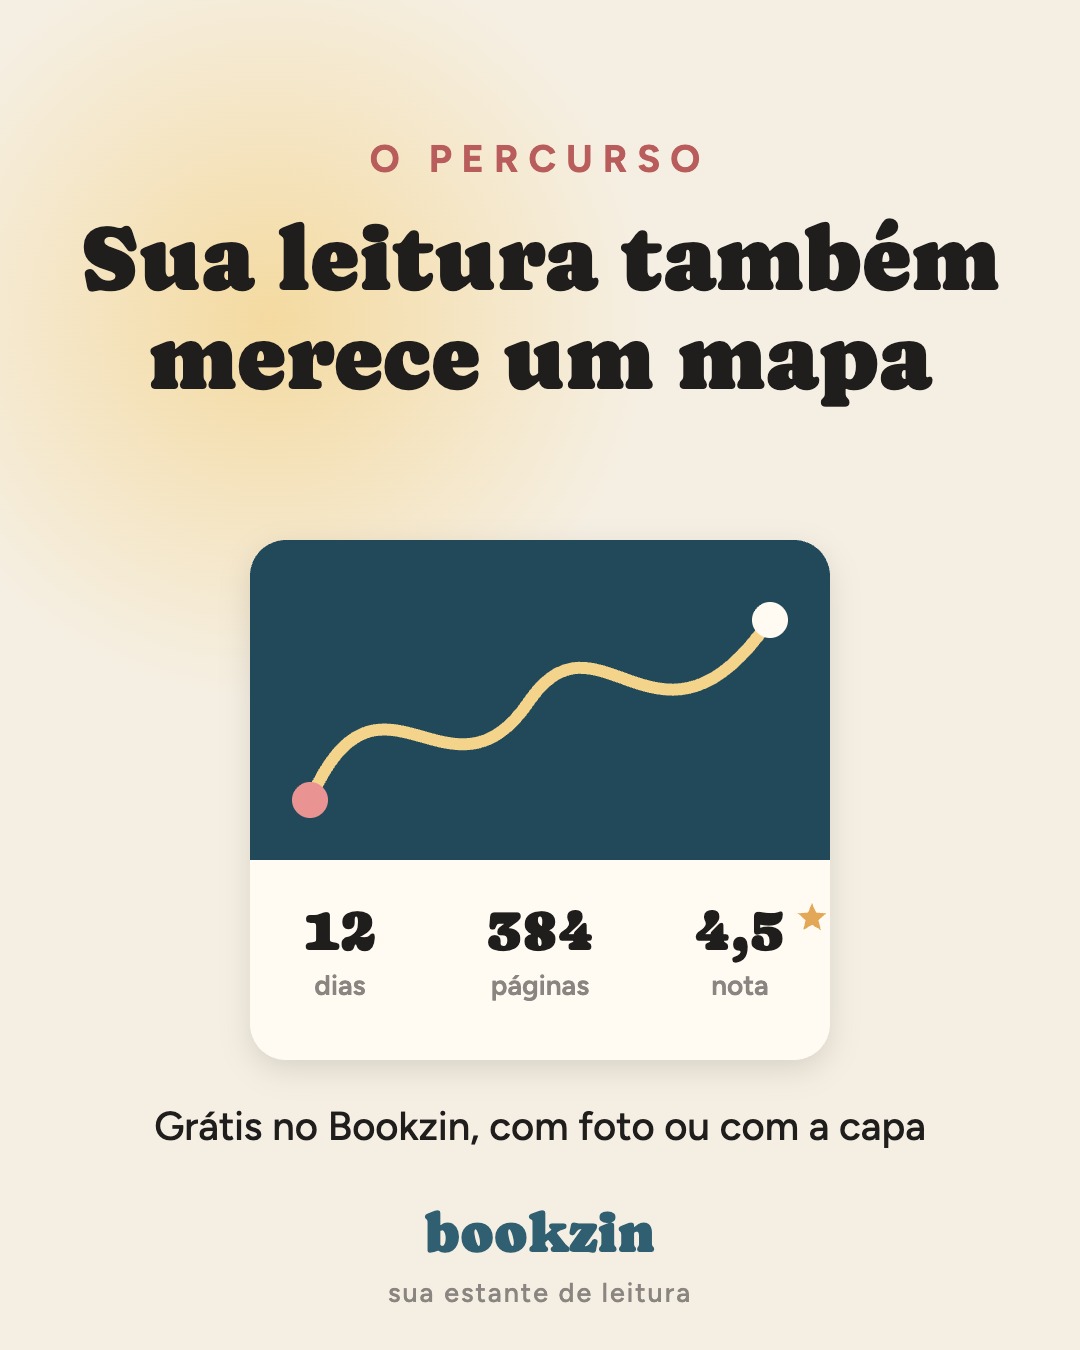 O PERCURSO
Sua leitura também
merece um mapa
12 384 4,5
dias páginas nota
Grátis no Bookzin, com foto ou com a capa
bookzin
sua estante de leitura